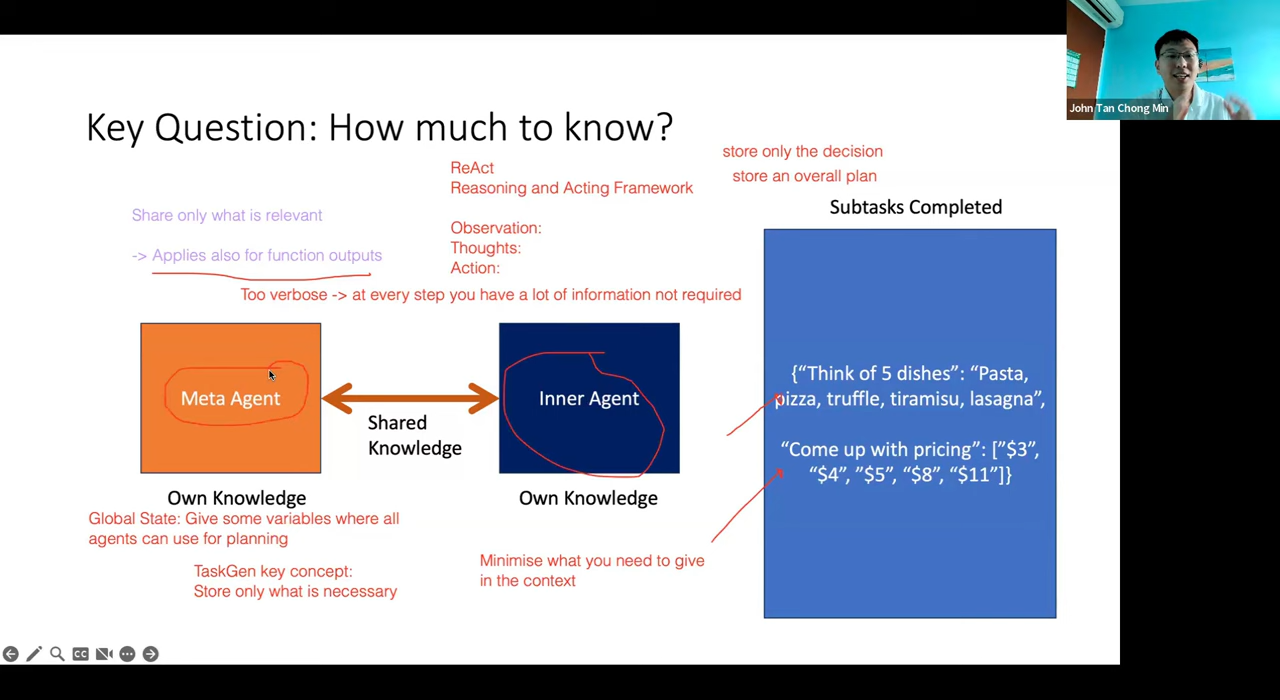 John Tan Chong Min
Key Question: How much to know?
store only the decision
store an overall plan
ReAct
Reasoning and Acting Framework
Observation:
Thoughts:
Action:
Share only what is relevant
-> Applies also for function outputs
Too verbose -> at every step you have a lot of information not required
Subtasks Completed
Meta Agent
Shared
Knowledge
Inner Agent
{“Think of 5 dishes”: “Pasta,
pizza, truffle, tiramisu, lasagna”,
“Come up with pricing”: [”$3”,
“$4”, ”$5”, “$8”, “$11”]}
Own Knowledge
Own Knowledge
Global State: Give some variables where all
agents can use for planning
TaskGen key concept:
Store only what is necessary
Minimise what you need to give
in the context
CC